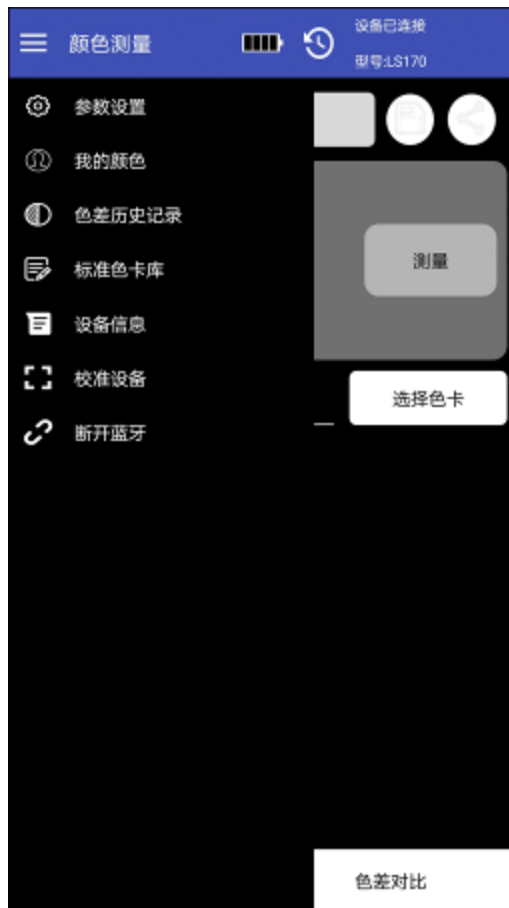 颜色测量
设备已连接
型号:LS170
参数设置
我的颜色
色差历史记录
标准色卡库
测量
设备信息
校准设备
选择色卡
断开蓝牙
色差对比